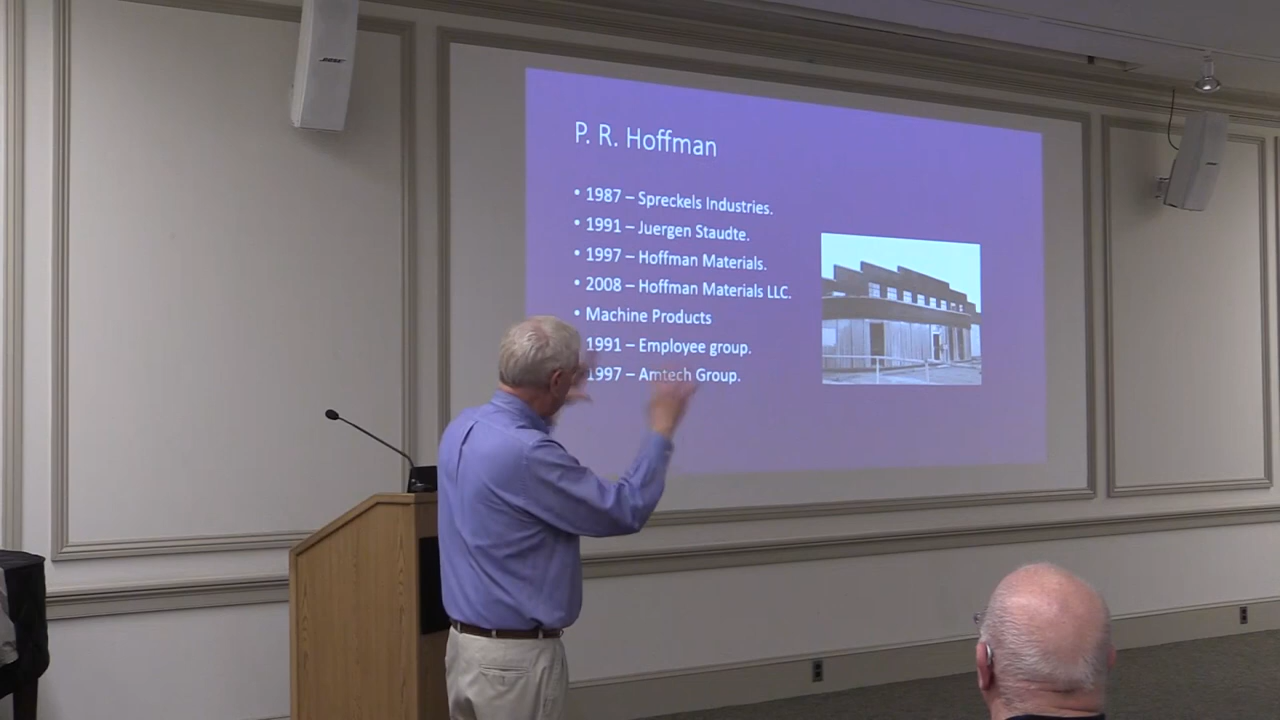 BOSE
P. R. Hoffman
• 1987 – Spreckels Industries.
• 1991 – Juergen Staudte.
• 1997 – Hoffman Materials.
• 2008 – Hoffman Materials LLC.
• Machine Products
1991 – Employee group.
1997 – Amtech Group.